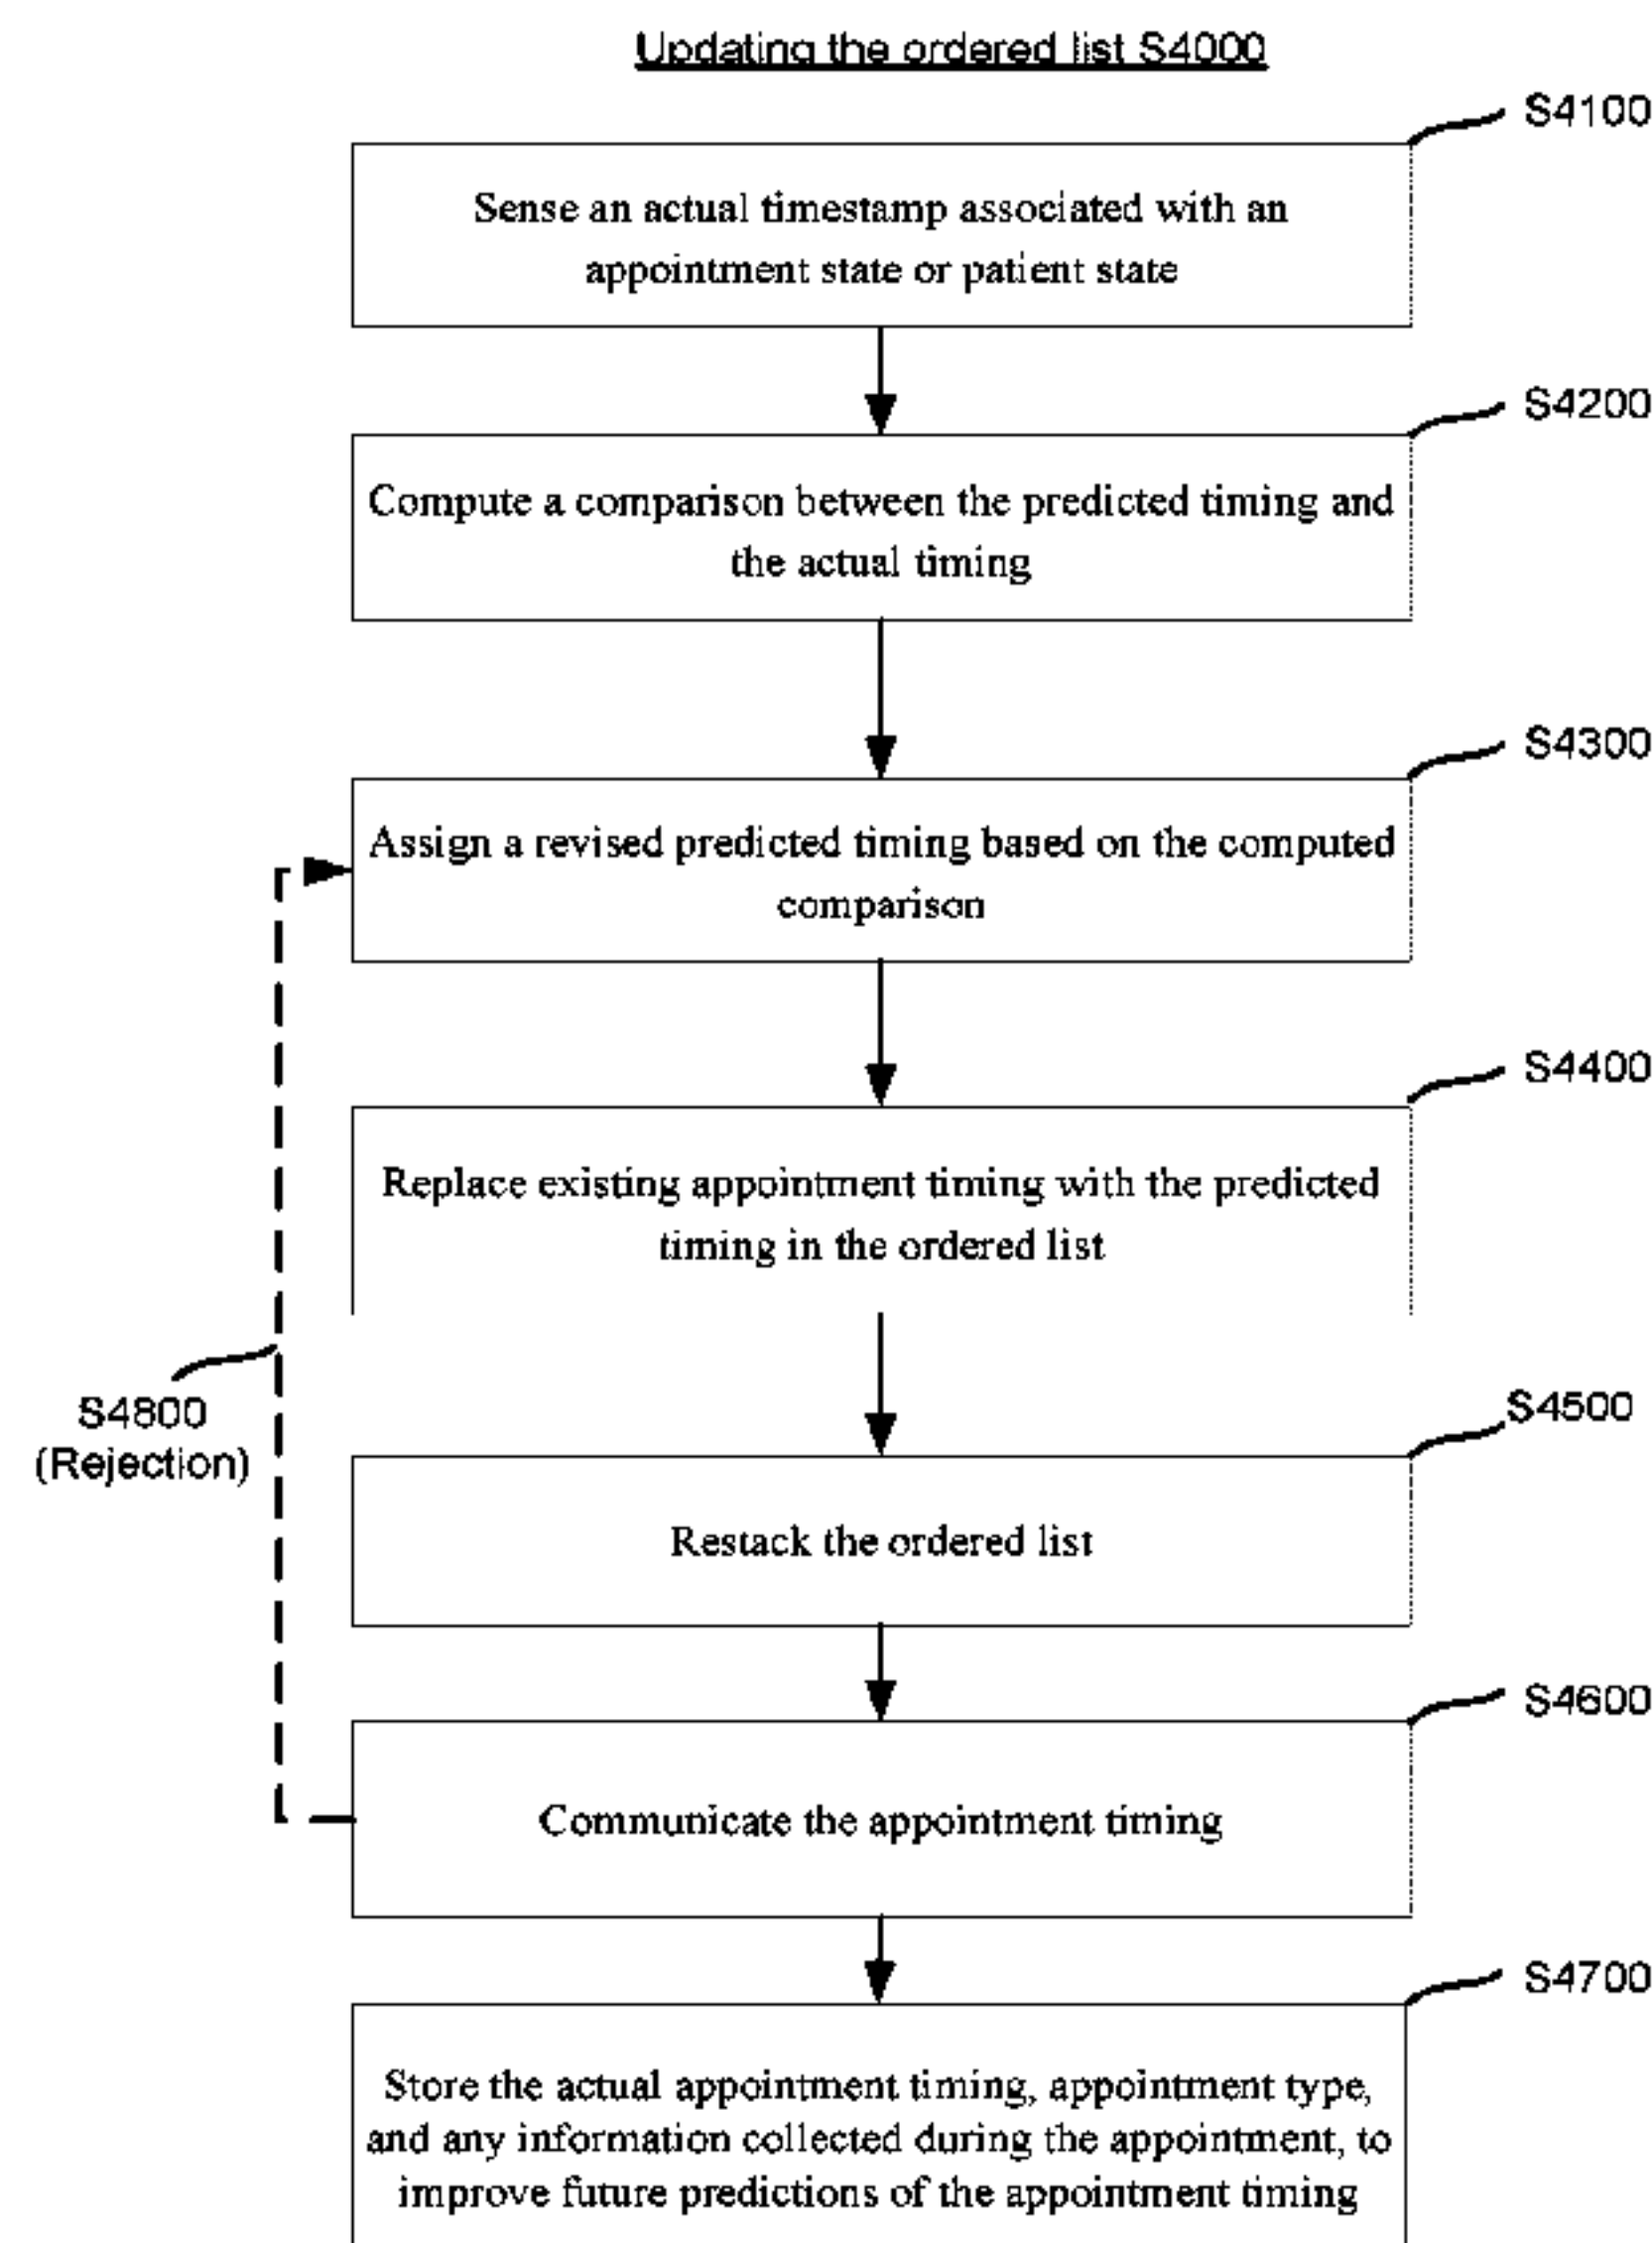 Updating the ordered list S4000
S4100
Sense an actual timestamp associated with an
appointment state or patient state
S4200
Compute a comparison between the predicted timing and
the actual timing
S4300
Assign a revised predicted timing based on the computed
comparison
S4400
Replace existing appointment timing with the predicted
timing in the ordered list
S4800
(Rejection)
S4500
Restack the ordered list
S4600
Communicate the appointment timing
S4700
Store the actual appointment timing, appointment type,
and any information collected during the appointment, to
improve future predictions of the appointment timing